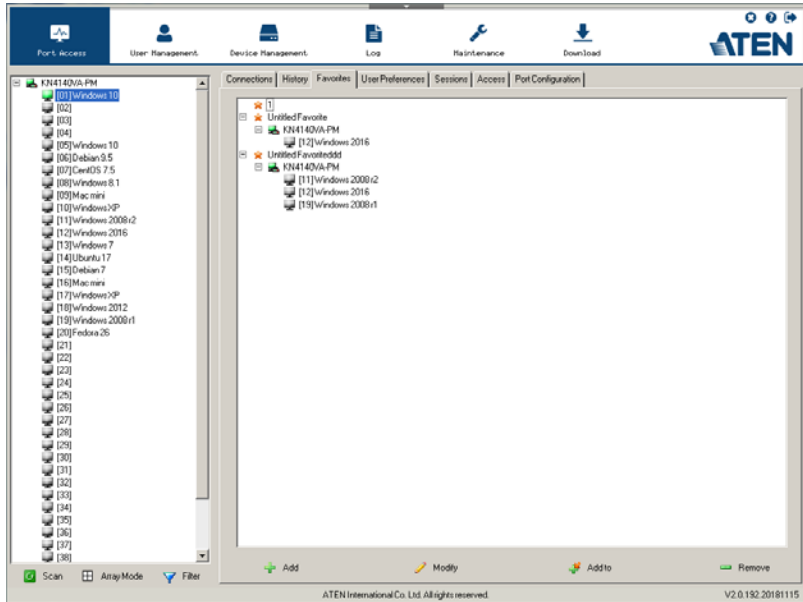 Port Access
User Management
Device Management
Log
Maintenance
Download
ATEN
KN4140VA-PM
[01]Windows 10
[02]
[03]
[04]
[05]Windows 10
[06]Debian 9.5
[07]CentOS 7.5
[08]Windows 8.1
[09]Mac mini
[10]Windows XP
[11]Windows 2008 r2
[12]Windows 2016
[13]Windows 7
[14]Ubuntu 17
[15]Debian 7
[16]Mac mini
[17]Windows XP
[18]Windows 2012
[19]Windows 2008 r1
[20]Fedora 26
[21]
[22]
[23]
[24]
[25]
[26]
[27]
[28]
[29]
[30]
[31]
[32]
[33]
[34]
[35]
[36]
[37]
[38]
Scan
Array Mode
Filter
Connections
History
Favorites
User Preferences
Sessions
Access
Port Configuration
1
Untitled Favorite
KN4140VA-PM
[12]Windows 2016
Untitled Favoriteddd
KN4140VA-PM
[11]Windows 2008 r2
[12]Windows 2016
[19]Windows 2008 r1
Add
Modify
Add to
Remove
ATEN International Co. Ltd. All rights reserved.
V2.0.192.20181115